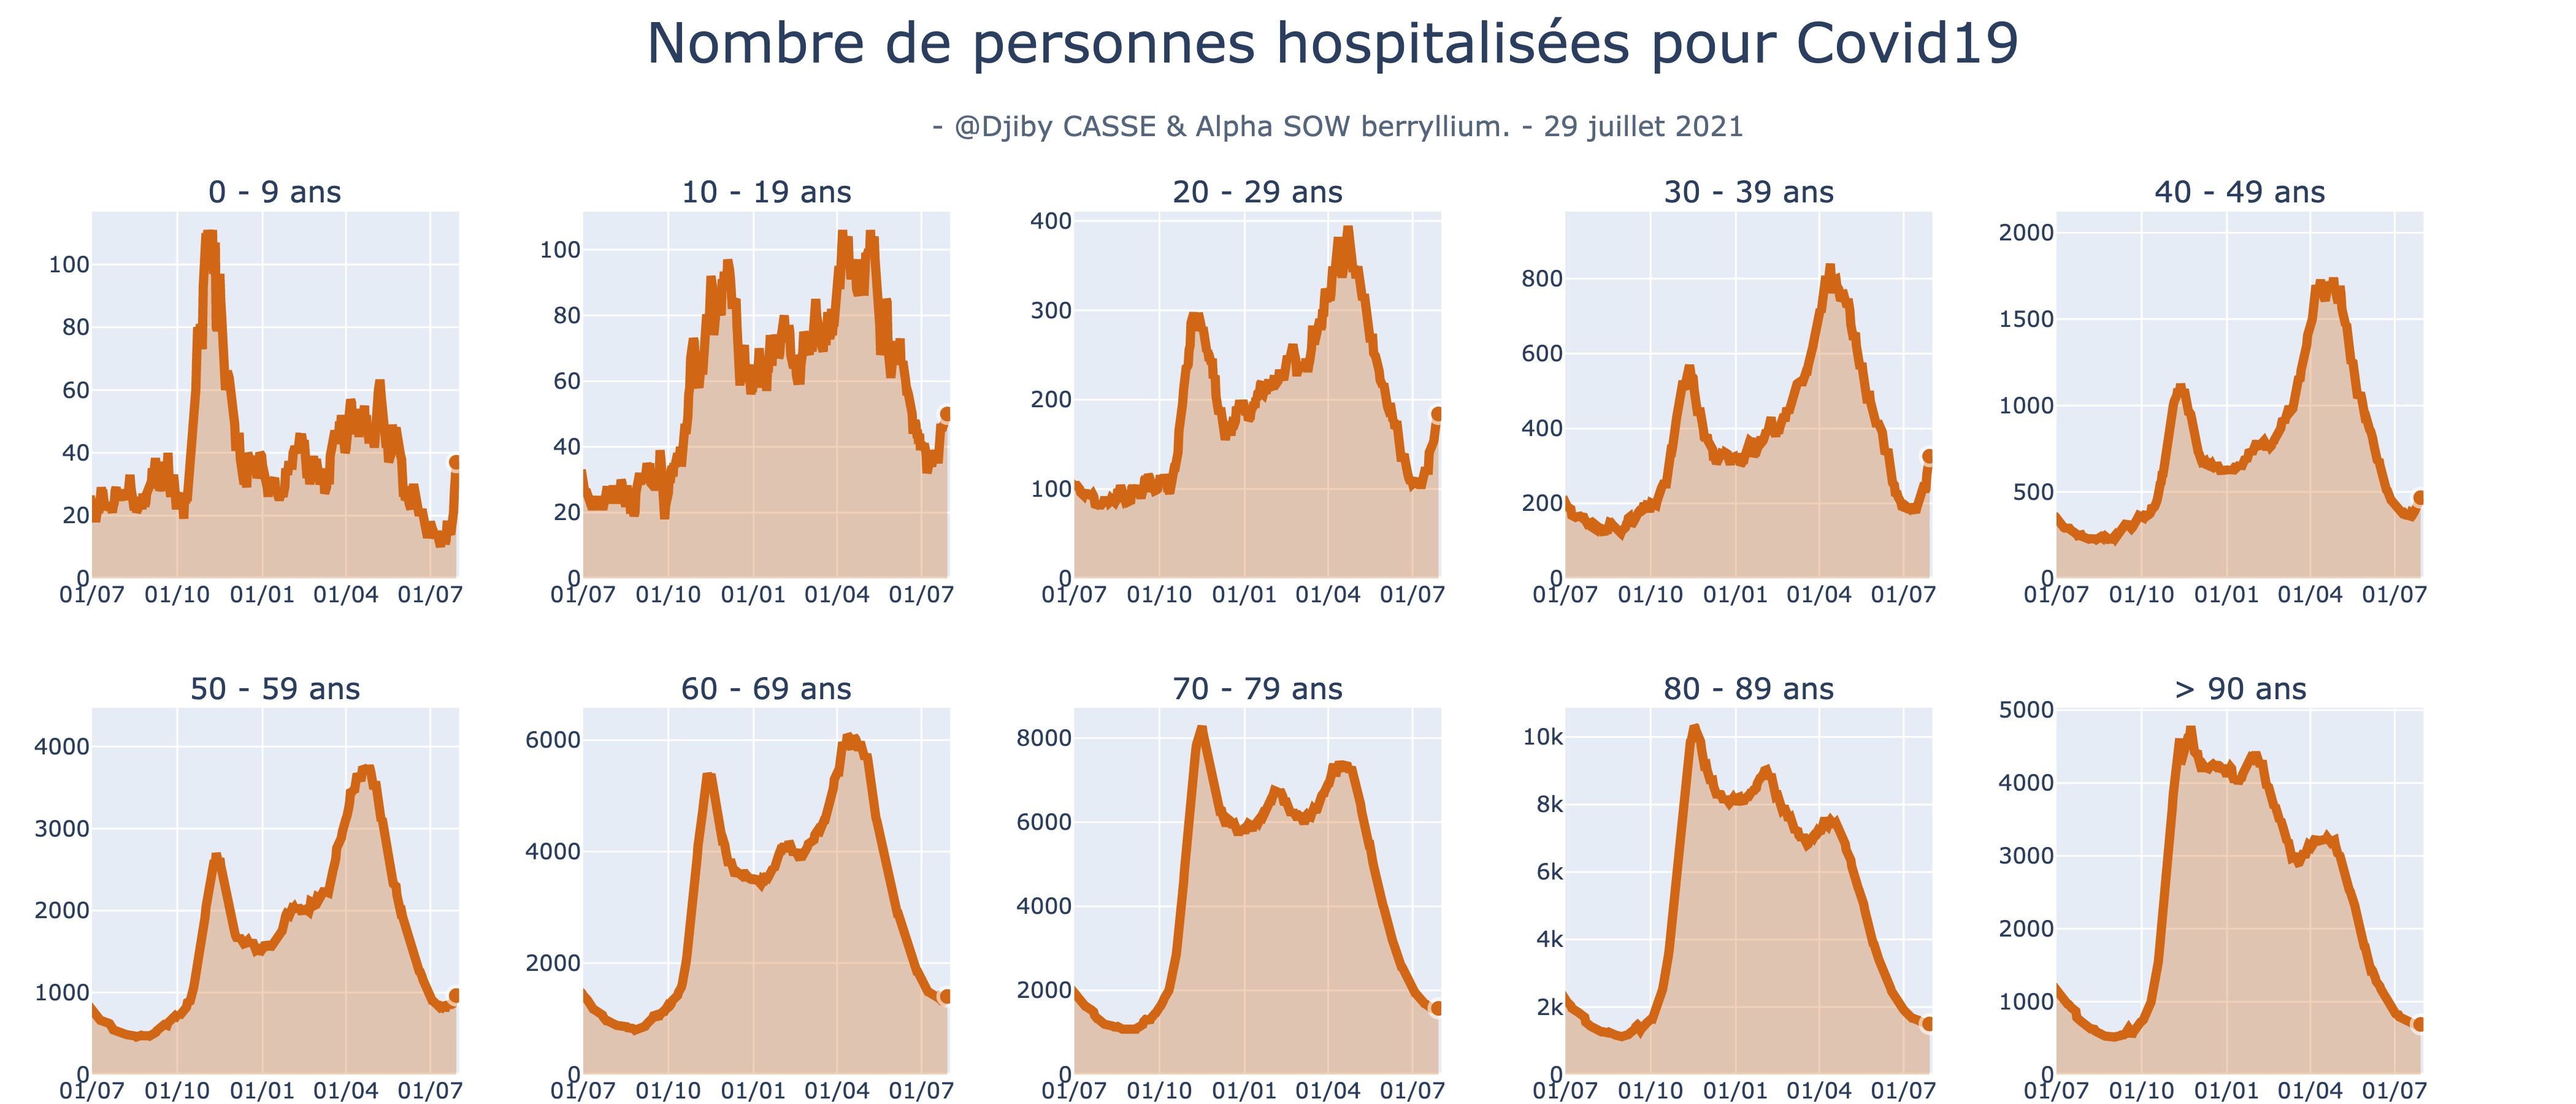 Nombre de personnes hospitalisées pour Covid19
- @Djiby CASSE & Alpha SOW berryllium. - 29 juillet 2021
0 - 9 ans
100
80
60
40
20
0
01/07 01/10 01/01 01/04 01/07
10 - 19 ans
100
80
60
40
20
0
01/07 01/10 01/01 01/04 01/07
20 - 29 ans
400
300
200
100
0
01/07 01/10 01/01 01/04 01/07
30 - 39 ans
800
600
400
200
0
01/07 01/10 01/01 01/04 01/07
40 - 49 ans
2000
1500
1000
500
0
01/07 01/10 01/01 01/04 01/07
50 - 59 ans
4000
3000
2000
1000
0
01/07 01/10 01/01 01/04 01/07
60 - 69 ans
6000
4000
2000
0
01/07 01/10 01/01 01/04 01/07
70 - 79 ans
8000
6000
4000
2000
0
01/07 01/10 01/01 01/04 01/07
80 - 89 ans
10k
8k
6k
4k
2k
0
01/07 01/10 01/01 01/04 01/07
> 90 ans
5000
4000
3000
2000
1000
0
01/07 01/10 01/01 01/04 01/07